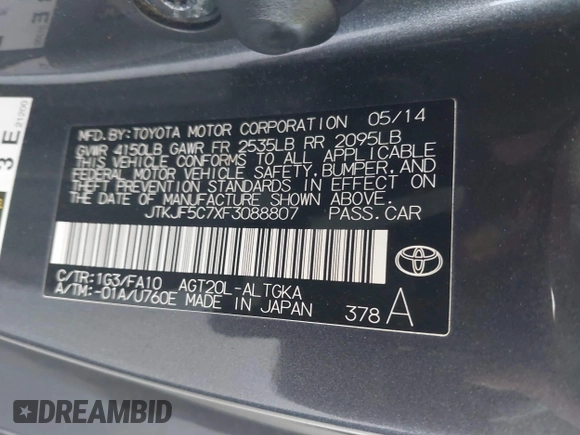 MFD.BY:TOYOTA MOTOR CORPORATION 05/14
GVWR 4150LB GAWR FR 2535LB RR 2095LB
THIS VEHICLE CONFORMS TO ALL APPLICABLE
FEDERAL MOTOR VEHICLE SAFETY,BUMPER,AND
THEFT PREVENTION STANDARDS IN EFFECT ON
THE DATE OF MANUFACTURE SHOWN ABOVE.
JTKJF5C7XF3088807 PASS.CAR
C/TR:1G3/FA10 AGT20L-ALTGKA
A/TM:-01A/U760E MADE IN JAPAN
378 A
3 E
21200
DREAMBID